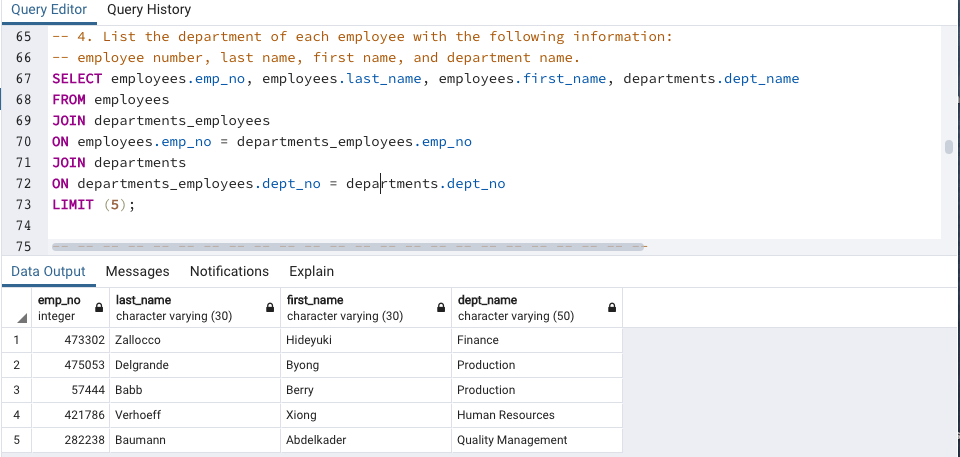 Query Editor Query History
65 -- 4. List the department of each employee with the following information:
66 -- employee number, last name, first name, and department name.
67 SELECT employees.emp_no, employees.last_name, employees.first_name, departments.dept_name
68 FROM employees
69 JOIN departments_employees
70 ON employees.emp_no = departments_employees.emp_no
71 JOIN departments
72 ON departments_employees.dept_no = departments.dept_no
73 LIMIT (5);
74
75 -- -- -- -- -- -- -- -- -- -- -- -- -- -- -- -- -- -- -- -- -- -- -- --
Data Output Messages Notifications Explain
emp_no last_name first_name dept_name
integer character varying (30) character varying (30) character varying (50)
1 473302 Zallocco Hideyuki Finance
2 475053 Delgrande Byong Production
3 57444 Babb Berry Production
4 421786 Verhoeff Xiong Human Resources
5 282238 Baumann Abdelkader Quality Management